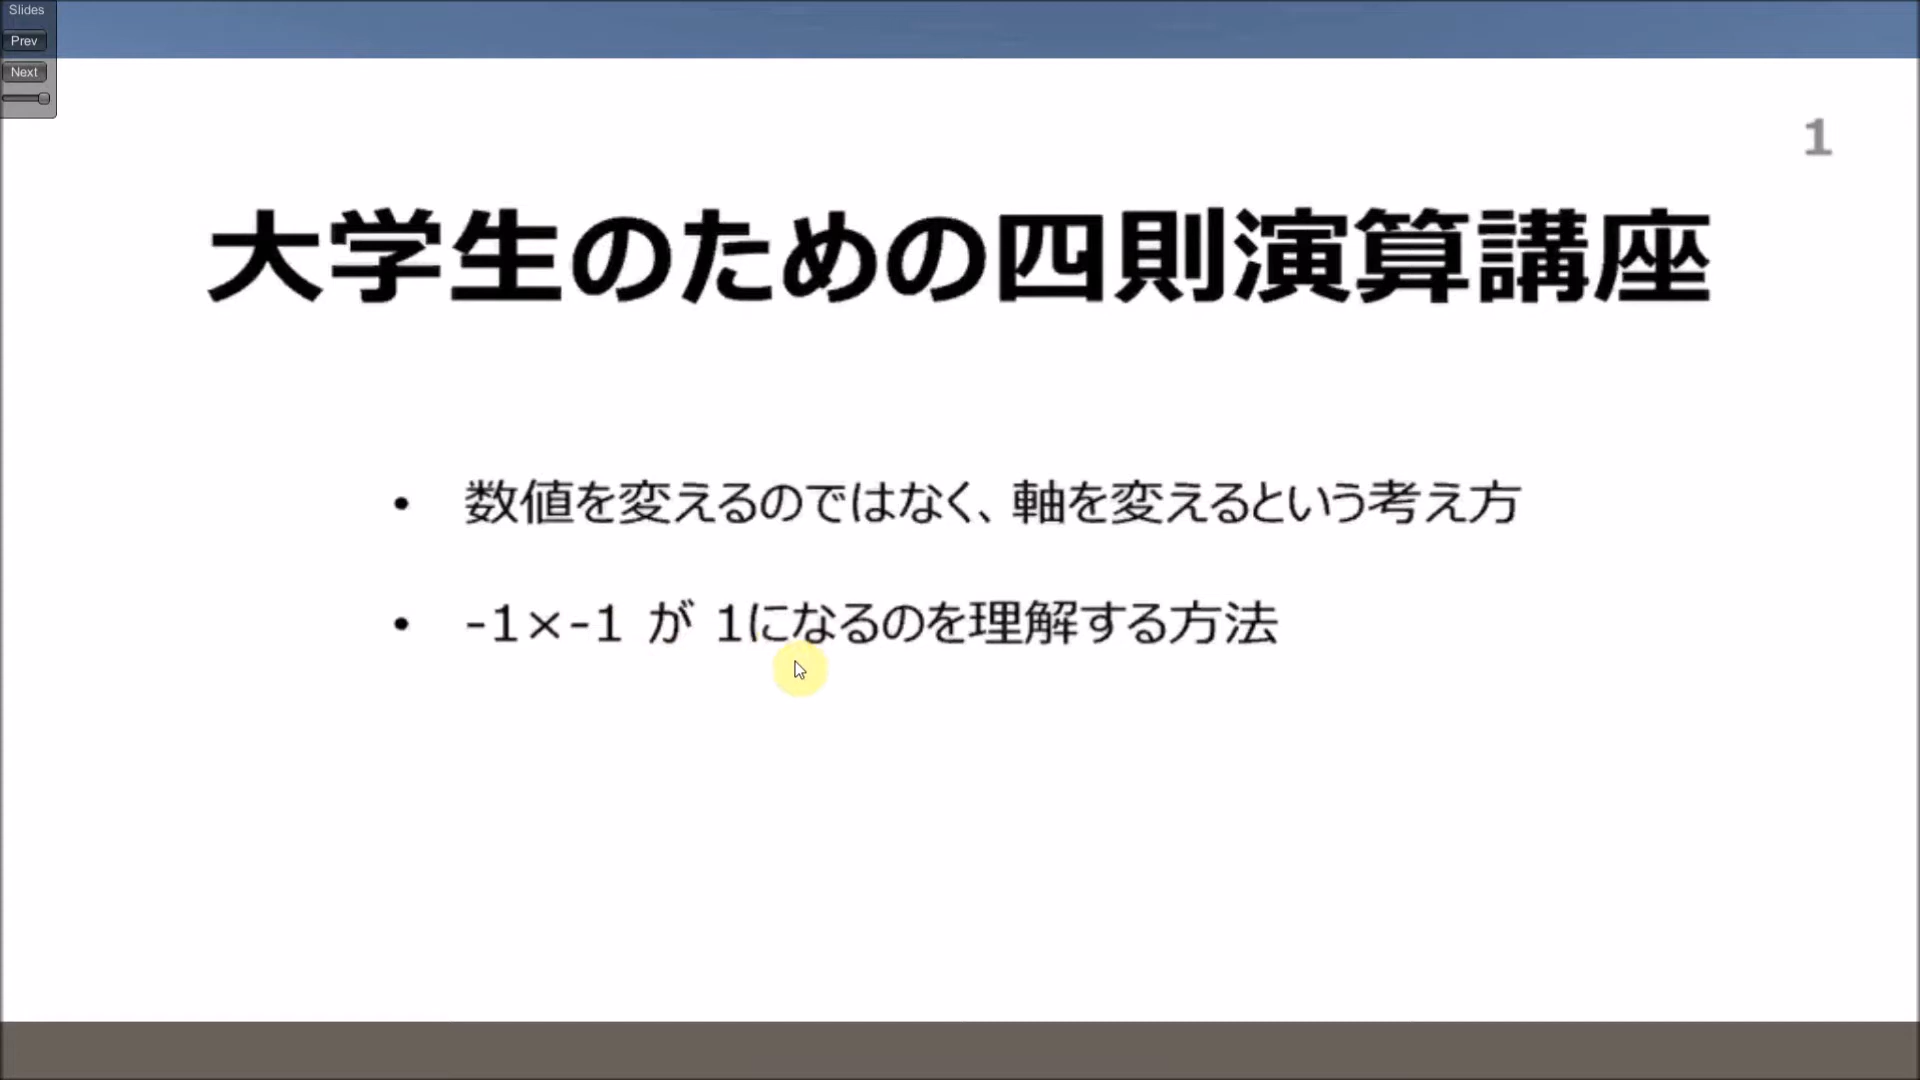 Slides
Prev
Next
1
大学生のための四則演算講座
• 数値を変えるのではなく、軸を変えるという考え方
• -1×-1 が 1になるのを理解する方法